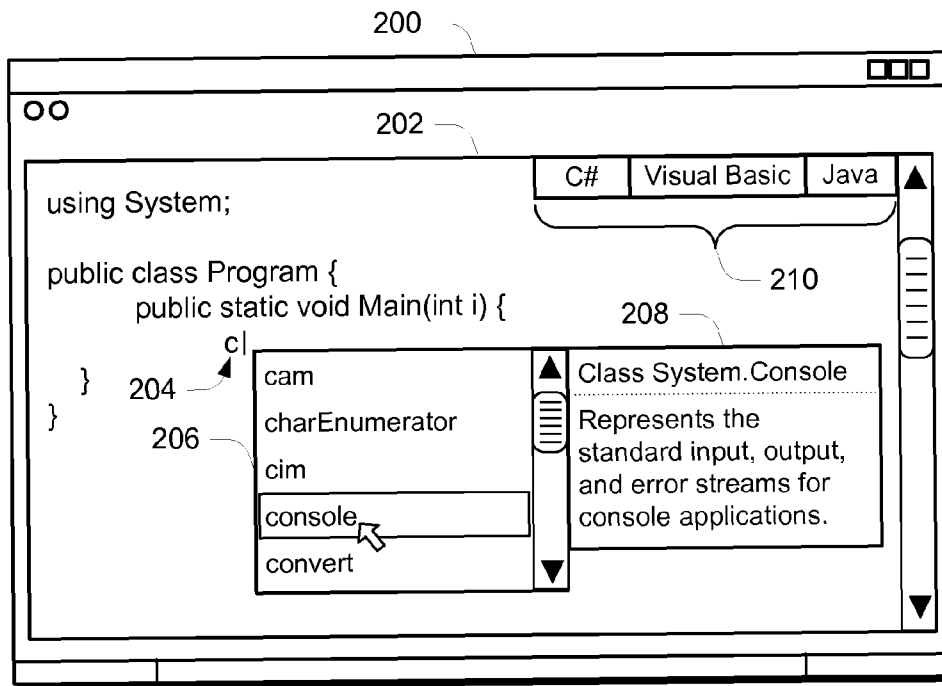 200
202
C# Visual Basic Java
using System;
210
public class Program {
public static void Main(int i) {
208
c|
204
}
}
206
cam
charEnumerator
cim
console
convert
Class System.Console
Represents the
standard input, output,
and error streams for
console applications.